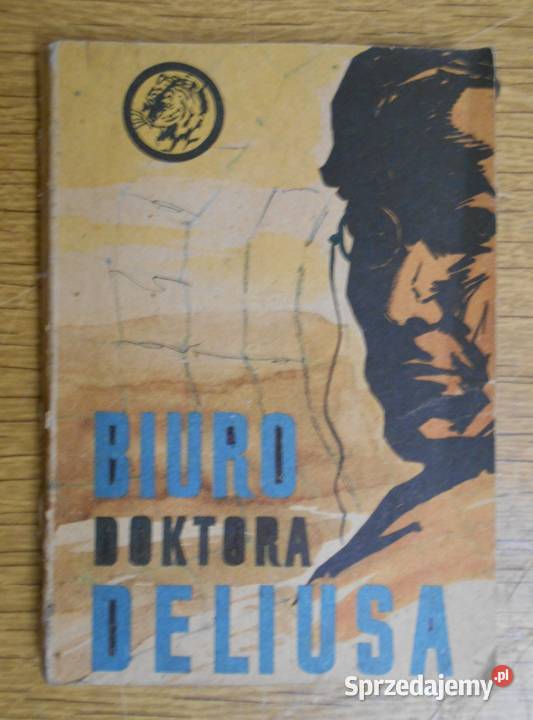 BIURO
DOKTORA
DELIUSA
Sprzedajemy.pl